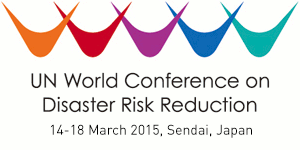 UN World Conference on
Disaster Risk Reduction
14-18 March 2015, Sendai, Japan